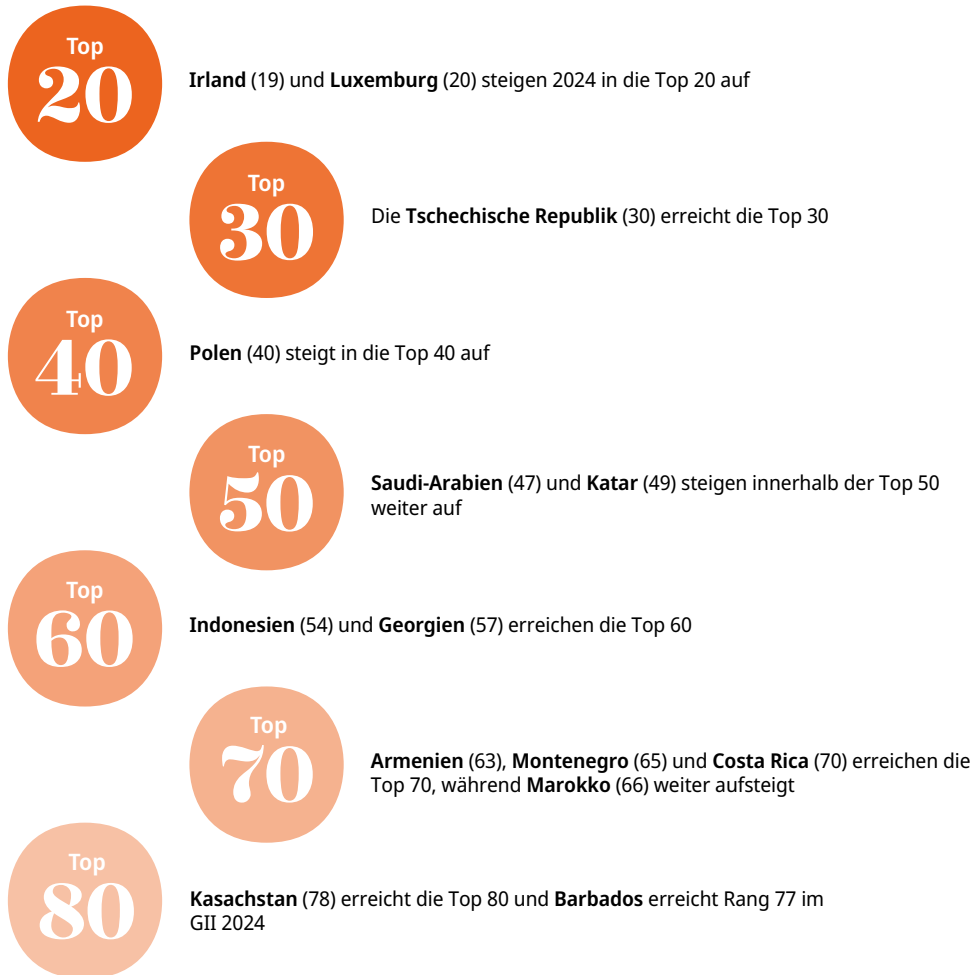 Top
20
Irland (19) und Luxemburg (20) steigen 2024 in die Top 20 auf
Top
30
Die Tschechische Republik (30) erreicht die Top 30
Top
40
Polen (40) steigt in die Top 40 auf
Top
50
Saudi-Arabien (47) und Katar (49) steigen innerhalb der Top 50
weiter auf
Top
60
Indonesien (54) und Georgien (57) erreichen die Top 60
Top
70
Armenien (63), Montenegro (65) und Costa Rica (70) erreichen die
Top 70, während Marokko (66) weiter aufsteigt
Top
80
Kasachstan (78) erreicht die Top 80 und Barbados erreicht Rang 77 im
GII 2024